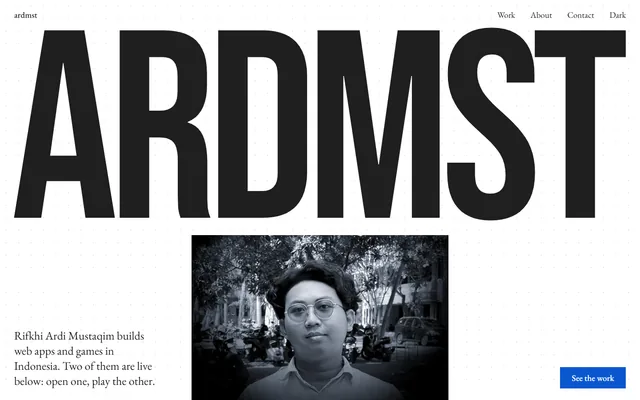 ardmst
Work
About
Contact
Dark
ARDMST
Rifkhi Ardi Mustaqim builds
web apps and games in
Indonesia. Two of them are live
below: open one, play the other.
See the work